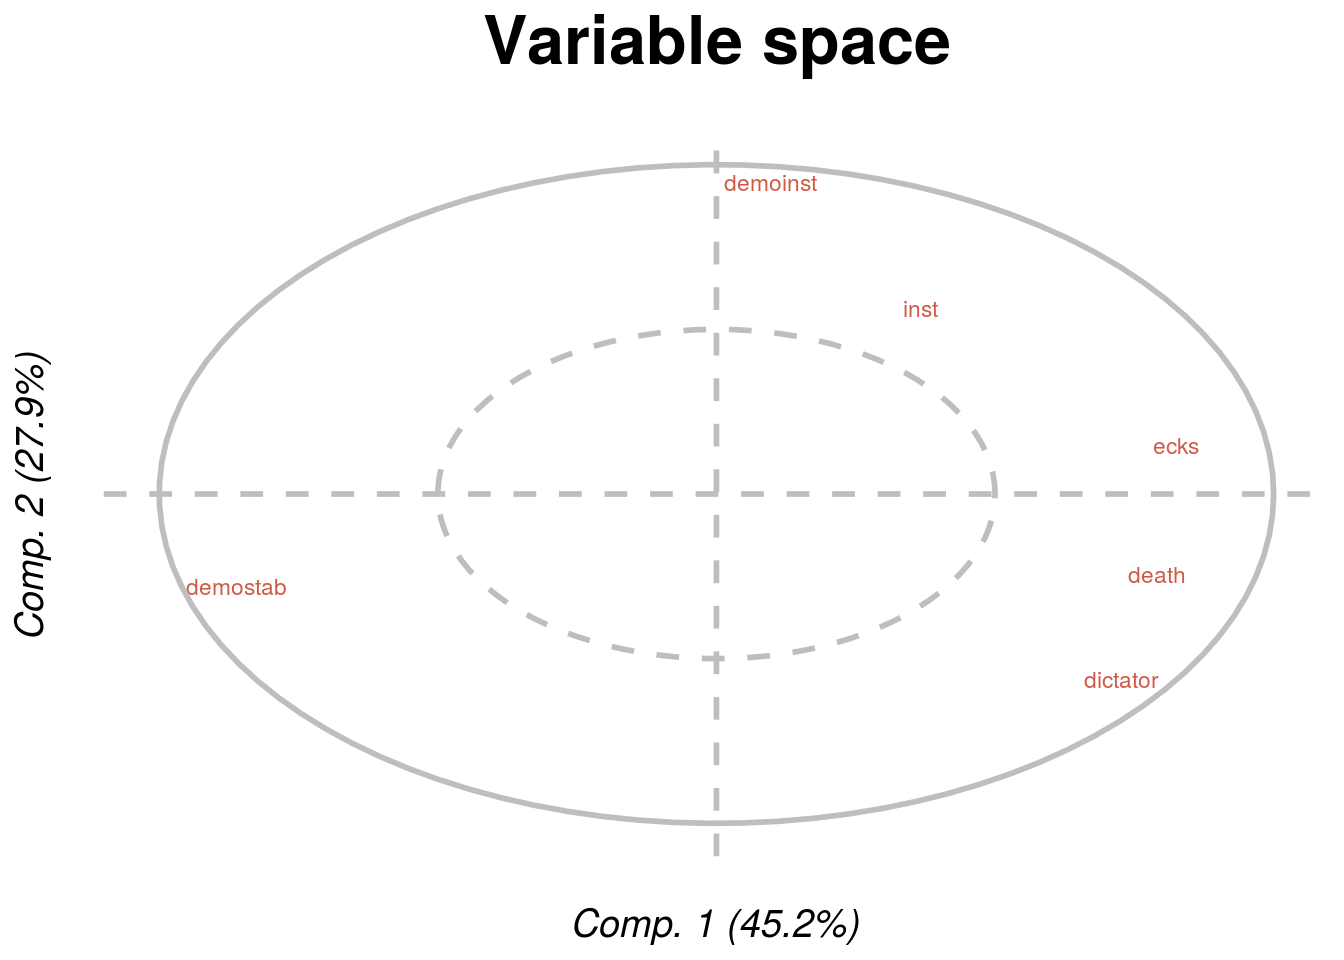 Variable space
demoinst
inst
ecks
death
demostab
dictator
Comp. 2 (27.9%)
Comp. 1 (45.2%)